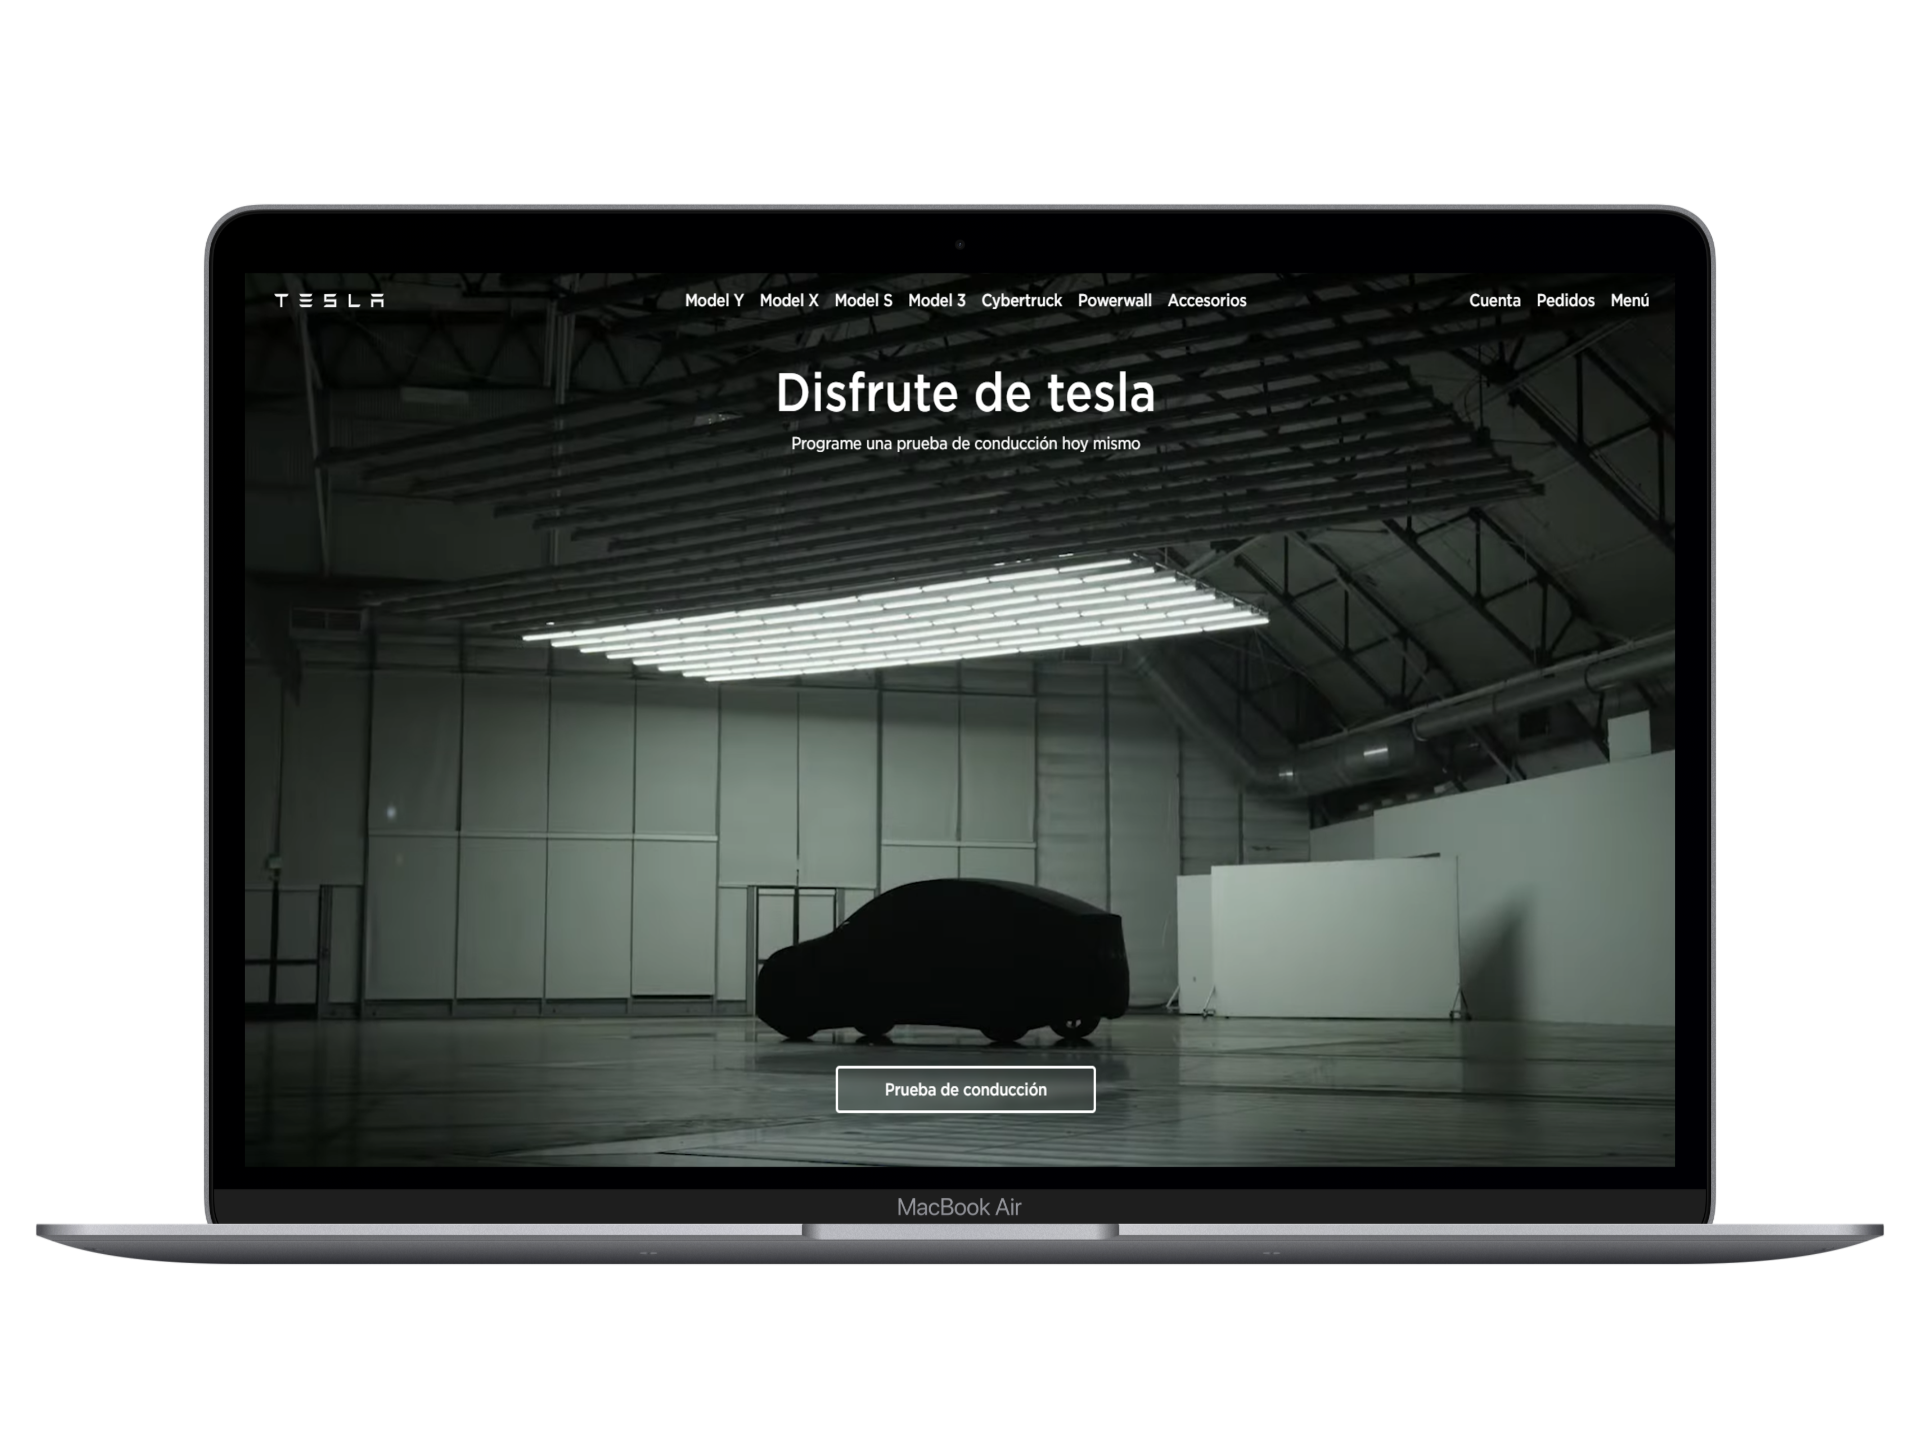 TESLA
Model Y Model X Model S Model 3 Cybertruck Powerwall Accesorios
Cuenta Pedidos Menú
Disfrute de tesla
Programe una prueba de conducción hoy mismo
Prueba de conducción
MacBook Air